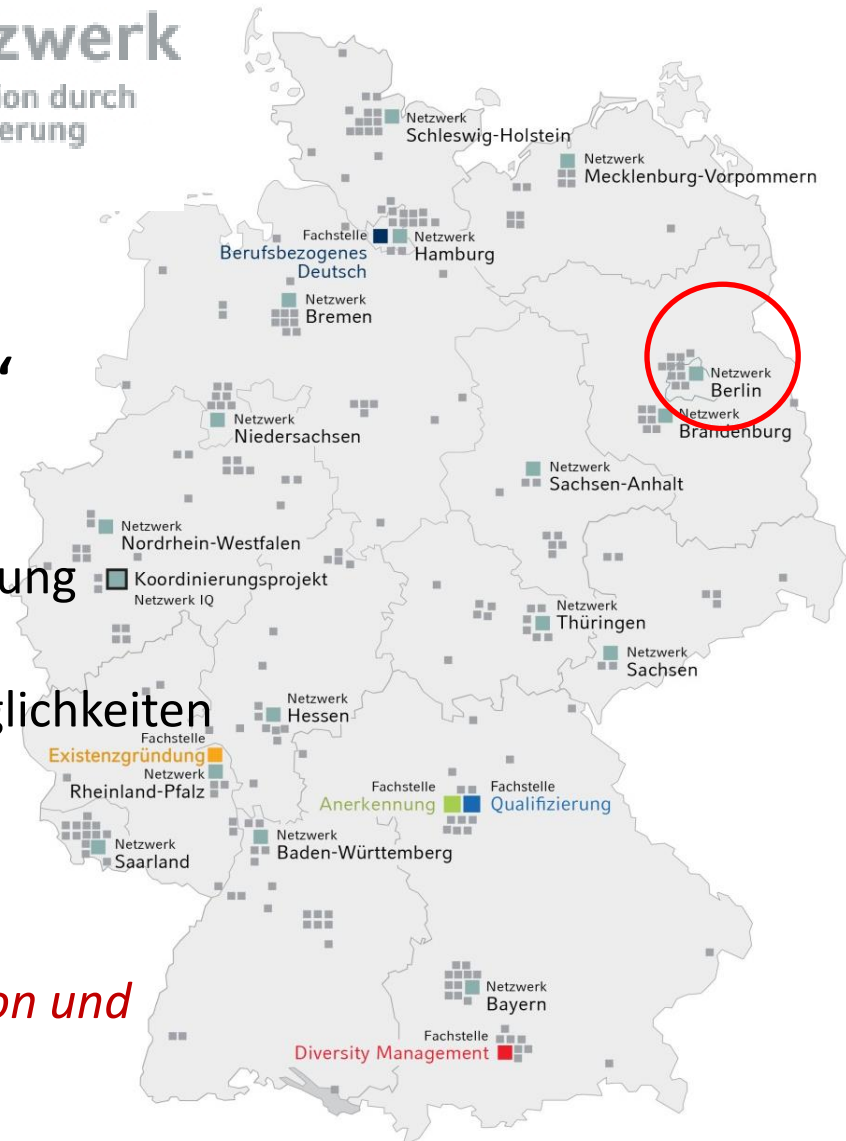 zwerk
ion durch
erung
Netzwerk
Schleswig-Holstein
Netzwerk
Mecklenburg-Vorpommern
Fachstelle
Berufsbezogenes
Deutsch
Netzwerk
Hamburg
Netzwerk
Bremen
“
Netzwerk
Berlin
Netzwerk
Brandenburg
Netzwerk
Niedersachsen
Netzwerk
Sachsen-Anhalt
Netzwerk
Nordrhein-Westfalen
ung
Koordinierungsprojekt
Netzwerk IQ
Netzwerk
Thüringen
Netzwerk
Sachsen
glichkeiten
Netzwerk
Hessen
Fachstelle
Existenzgründung
Netzwerk
Rheinland-Pfalz
Fachstelle
Anerkennung
Fachstelle
Qualifizierung
Netzwerk
Saarland
Netzwerk
Baden-Württemberg
on und
Netzwerk
Bayern
Fachstelle
Diversity Management